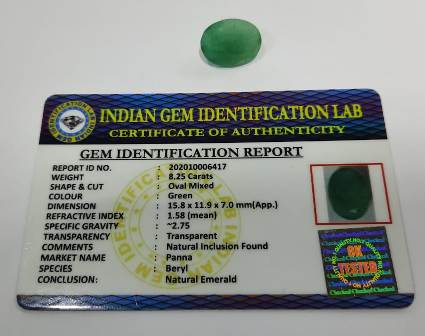 INDIAN GEM IDENTIFICATION LAB
CERTIFICATE OF AUTHENTICITY
GEM IDENTIFICATION REPORT
REPORT ID NO. : 202010006417
WEIGHT : 8.25 Carats
SHAPE & CUT : Oval Mixed
COLOUR : Green
DIMENSION : 15.8 x 11.9 x 7.0 mm(App.)
REFRACTIVE INDEX : 1.58 (mean)
SPECIFIC GRAVITY : ~2.75
TRANSPARENCY : Transparent
COMMENTS : Natural Inclusion Found
MARKET NAME : Panna
SPECIES : Beryl
CONCLUSION: : Natural Emerald
OK
TESTED